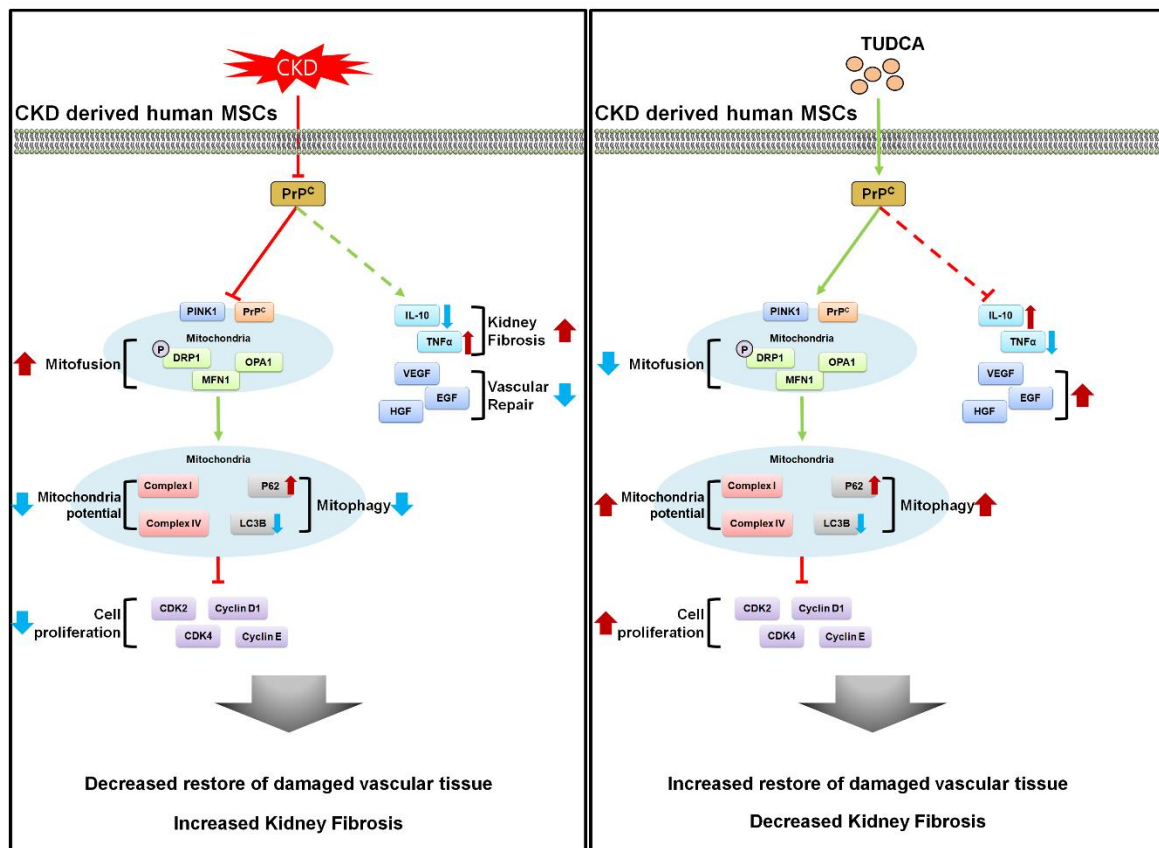 CKD
CKD derived human MSCs
PrPC
PINK1
PrPC
Mitochondria
P
DRP1
OPA1
MFN1
Mitofusion
IL-10
TNFα
Kidney
Fibrosis
VEGF
EGF
HGF
Vascular
Repair
Mitochondria
Complex I
P62
Complex IV
LC3B
Mitochondria
potential
Mitophagy
CDK2
Cyclin D1
CDK4
Cyclin E
Cell
proliferation
Decreased restore of damaged vascular tissue
Increased Kidney Fibrosis
TUDCA
CKD derived human MSCs
PrPC
PINK1
PrPC
Mitochondria
P
DRP1
OPA1
MFN1
Mitofusion
IL-10
TNFα
VEGF
EGF
HGF
Mitochondria
Complex I
P62
Complex IV
LC3B
Mitochondria
potential
Mitophagy
CDK2
Cyclin D1
CDK4
Cyclin E
Cell
proliferation
Increased restore of damaged vascular tissue
Decreased Kidney Fibrosis